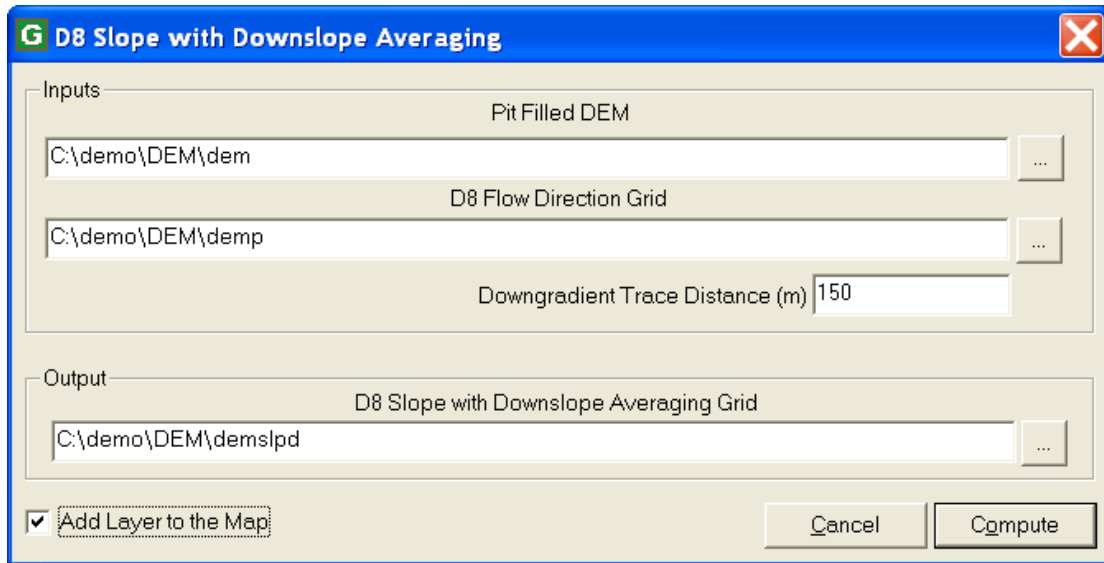 G D8 Slope with Downslope Averaging
Inputs
Pit Filled DEM
C:\demo\DEM\dem
...
D8 Flow Direction Grid
C:\demo\DEM\demp
...
Downgradient Trace Distance (m) 150
Output
D8 Slope with Downslope Averaging Grid
C:\demo\DEM\demslpd
...
Add Layer to the Map
Cancel
Compute